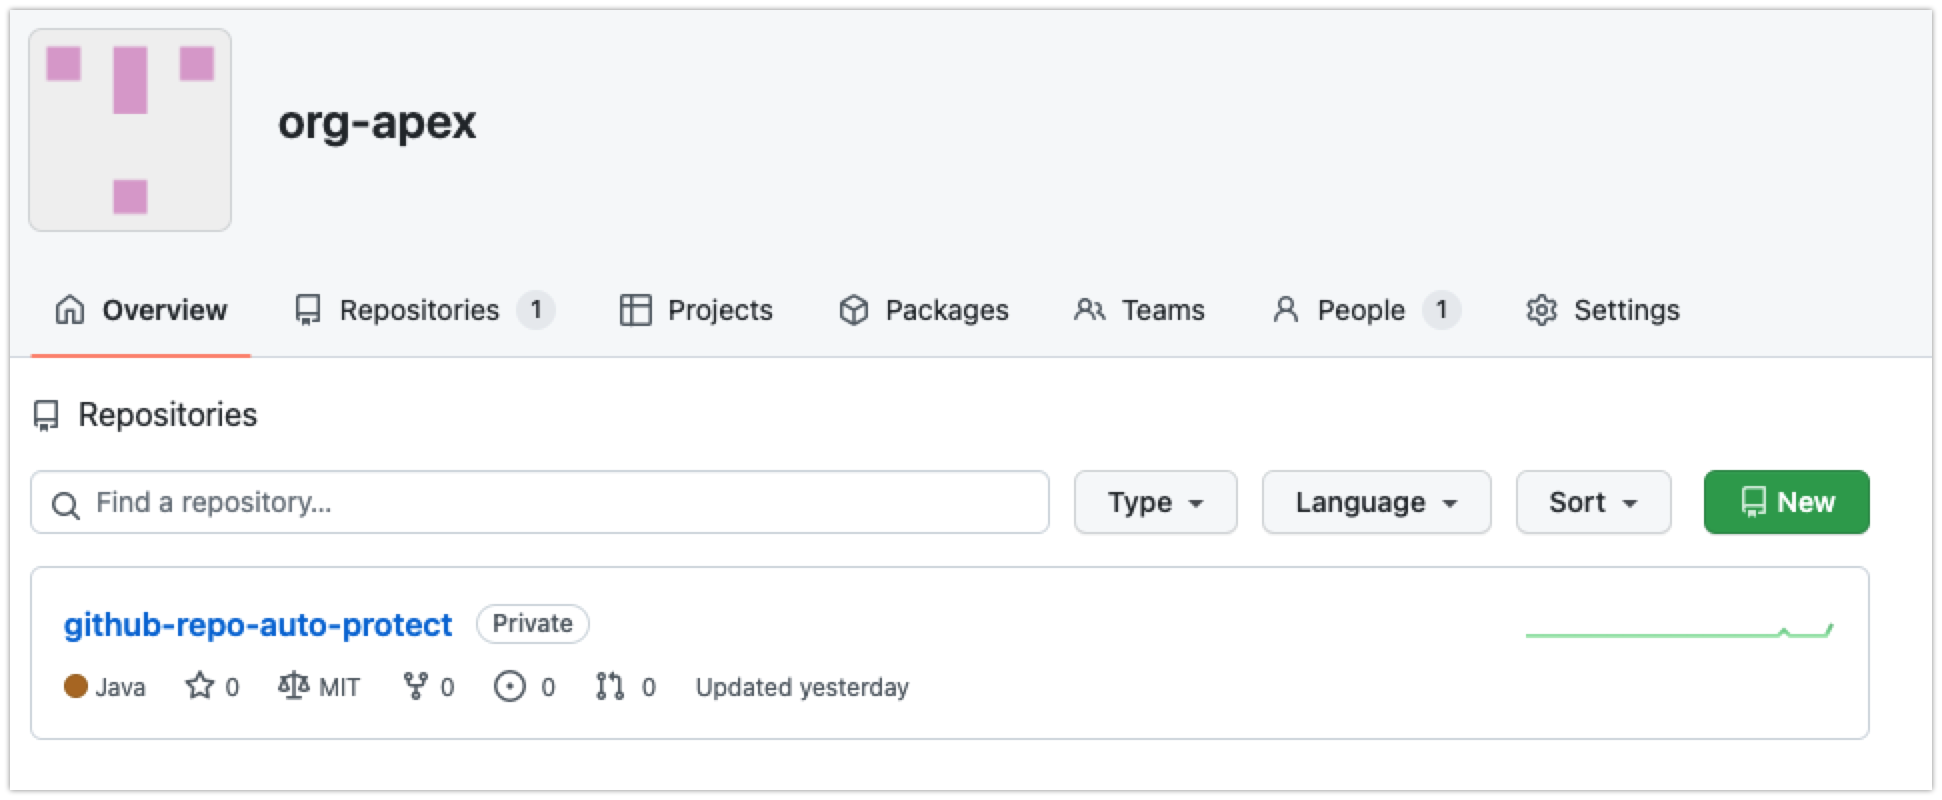 org-apex
Overview Repositories 1 Projects Packages Teams People 1 Settings
Repositories
Find a repository... Type Language Sort New
github-repo-auto-protect Private
Java 0 MIT 0 0 0 Updated yesterday